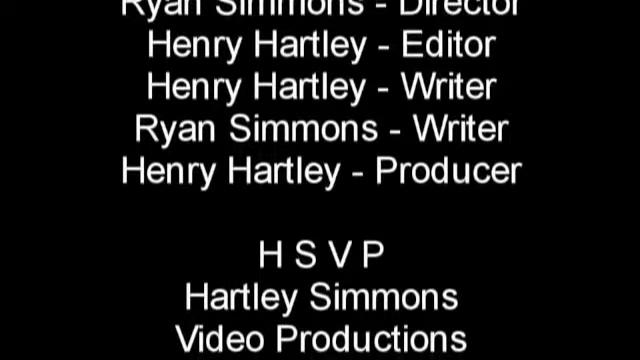 Ryan Simmons - Director
Henry Hartley - Editor
Henry Hartley - Writer
Ryan Simmons - Writer
Henry Hartley - Producer
H S V P
Hartley Simmons
Video Productions